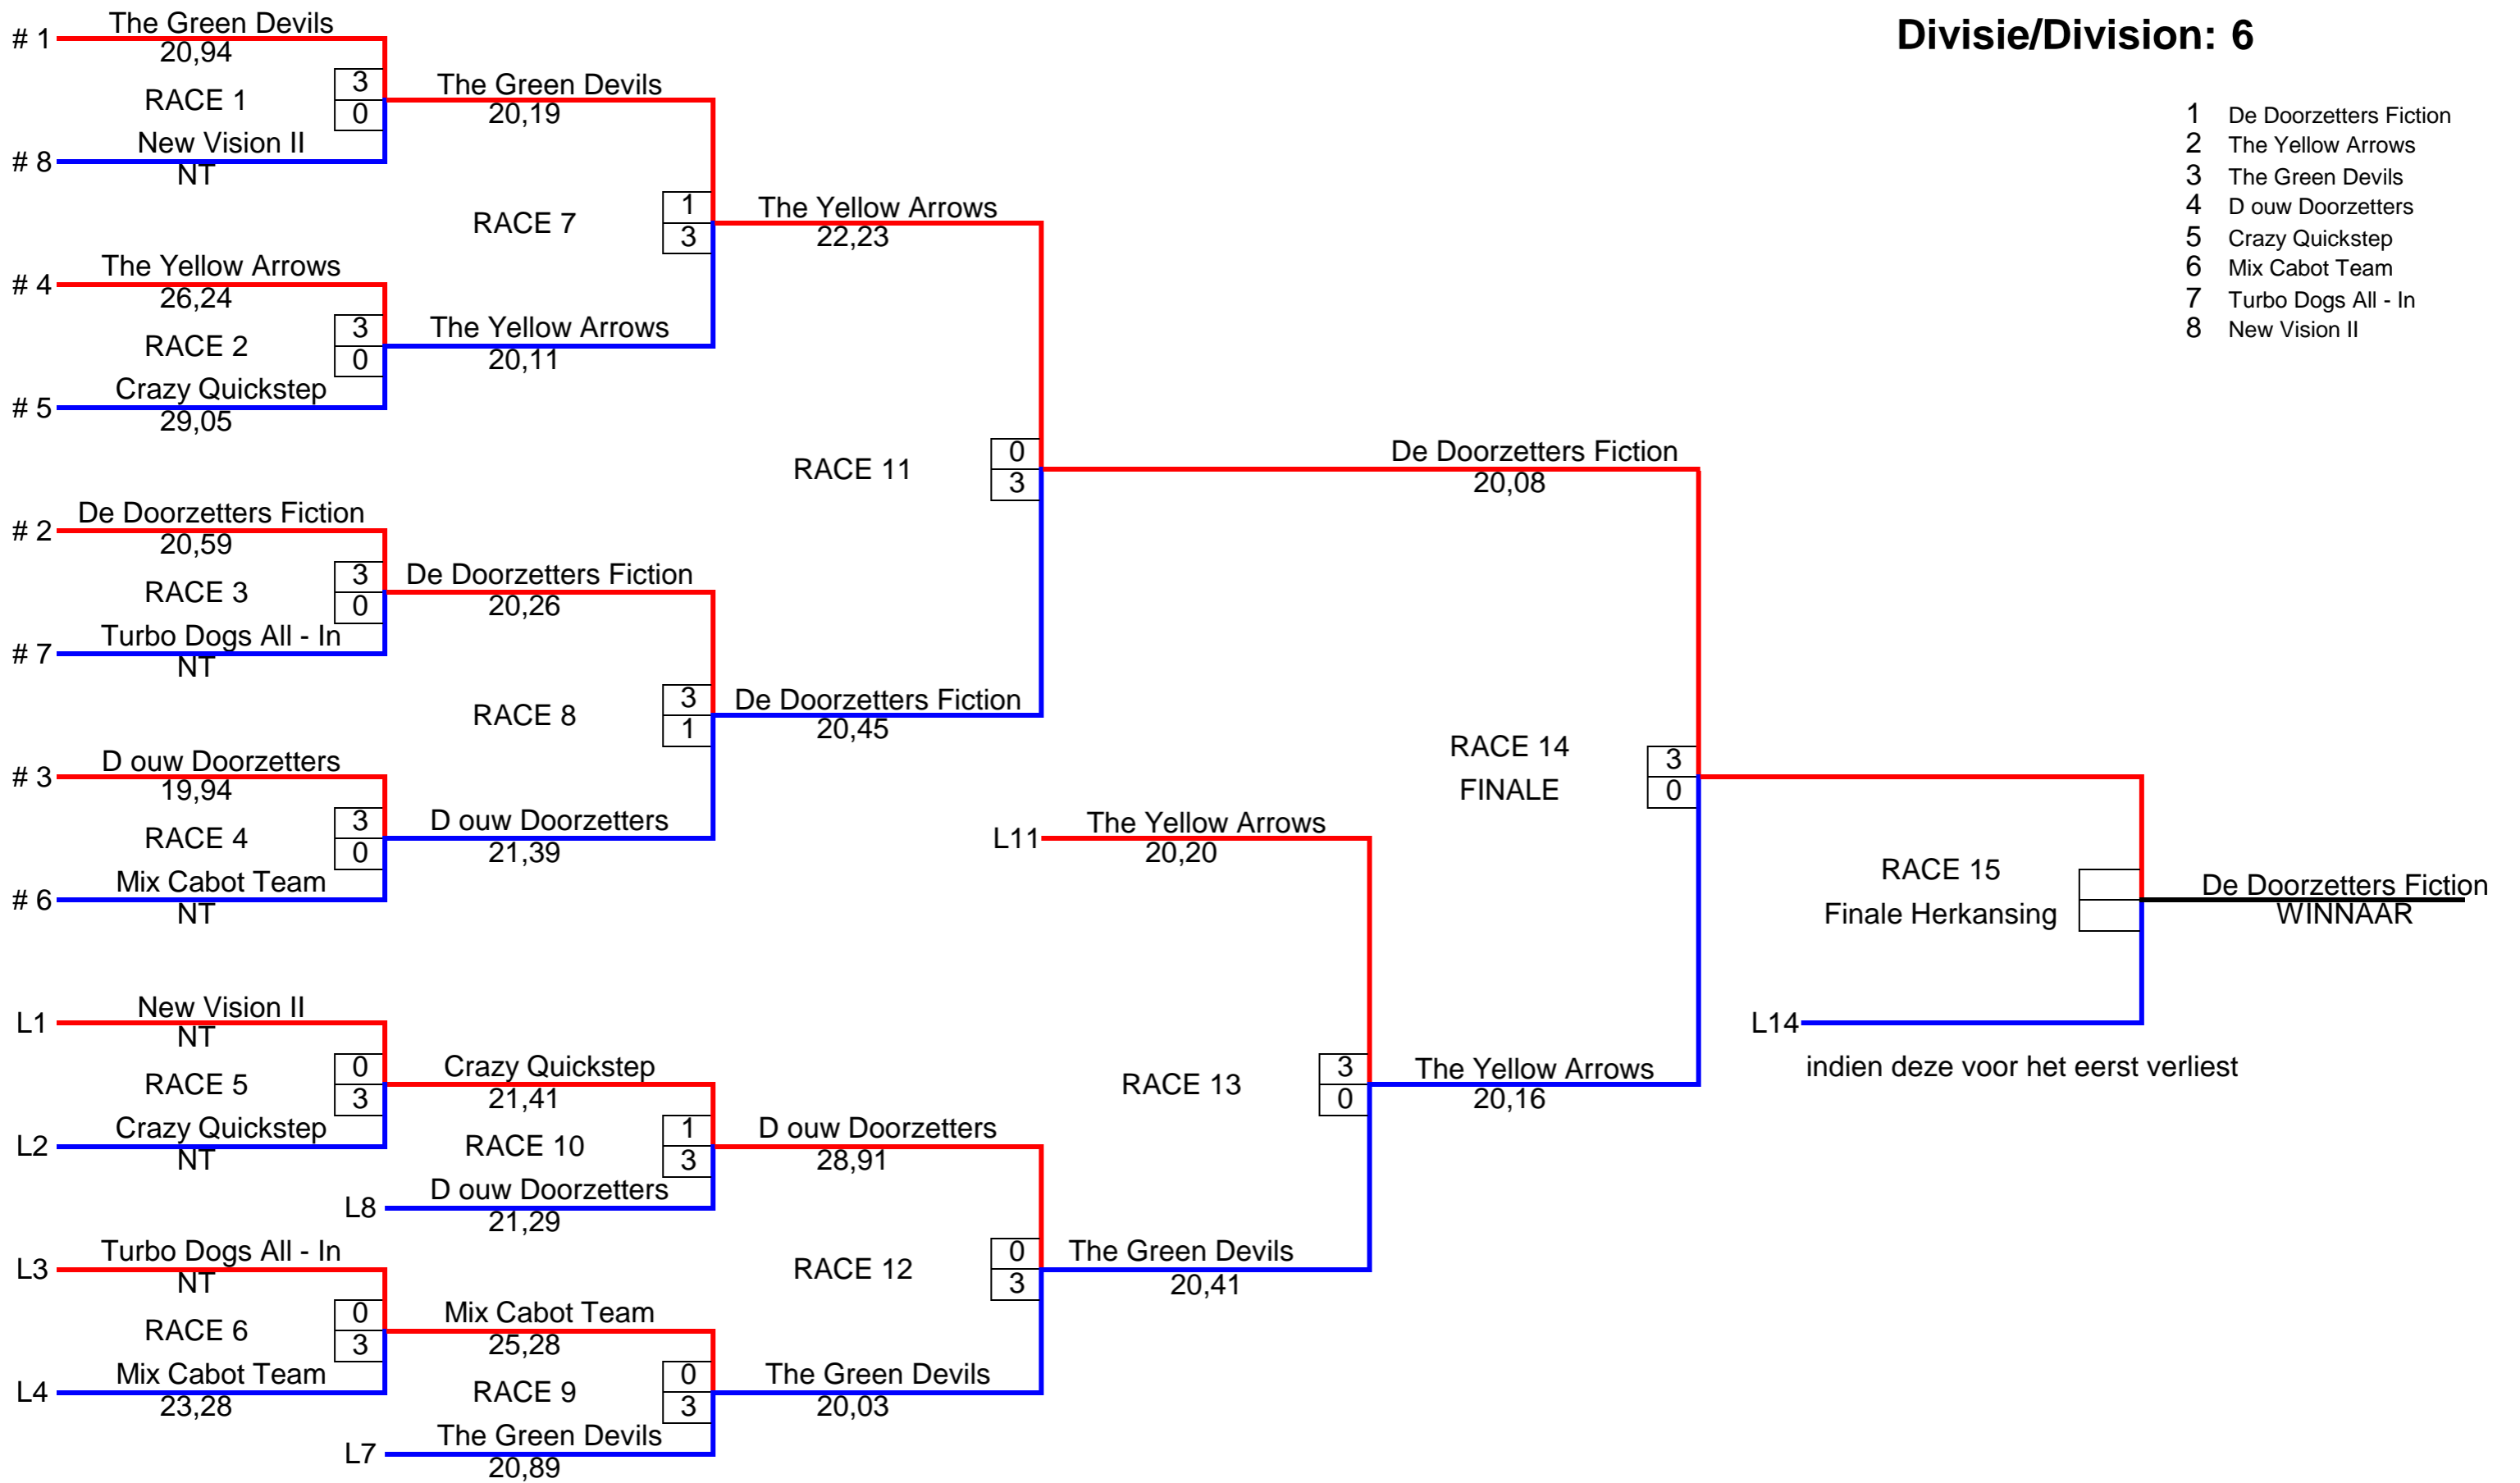 Divisie/Division: 6
1 De Doorzetters Fiction
2 The Yellow Arrows
3 The Green Devils
4 D ouw Doorzetters
5 Crazy Quickstep
6 Mix Cabot Team
7 Turbo Dogs All - In
8 New Vision II
# 1
The Green Devils
20,94
RACE 1
3
0
# 8
New Vision II
NT
# 4
The Yellow Arrows
26,24
RACE 2
3
0
# 5
Crazy Quickstep
29,05
# 2
De Doorzetters Fiction
20,59
RACE 3
3
0
# 7
Turbo Dogs All - In
NT
# 3
D ouw Doorzetters
19,94
RACE 4
3
0
# 6
Mix Cabot Team
NT
L1
New Vision II
NT
RACE 5
0
3
L2
Crazy Quickstep
NT
L3
Turbo Dogs All - In
NT
RACE 6
0
3
L4
Mix Cabot Team
23,28
The Green Devils
20,19
RACE 7
1
3
The Yellow Arrows
20,11
De Doorzetters Fiction
20,26
RACE 8
3
1
D ouw Doorzetters
21,39
Crazy Quickstep
21,41
RACE 10
1
3
L8
D ouw Doorzetters
21,29
Mix Cabot Team
25,28
RACE 9
0
3
L7
The Green Devils
20,89
The Yellow Arrows
22,23
RACE 11
0
3
De Doorzetters Fiction
20,45
D ouw Doorzetters
28,91
RACE 12
0
3
The Green Devils
20,03
L11
The Yellow Arrows
20,20
RACE 13
3
0
The Green Devils
20,41
De Doorzetters Fiction
20,08
RACE 14
FINALE
3
0
The Yellow Arrows
20,16
RACE 15
Finale Herkansing
De Doorzetters Fiction
WINNAAR
L14
indien deze voor het eerst verliest